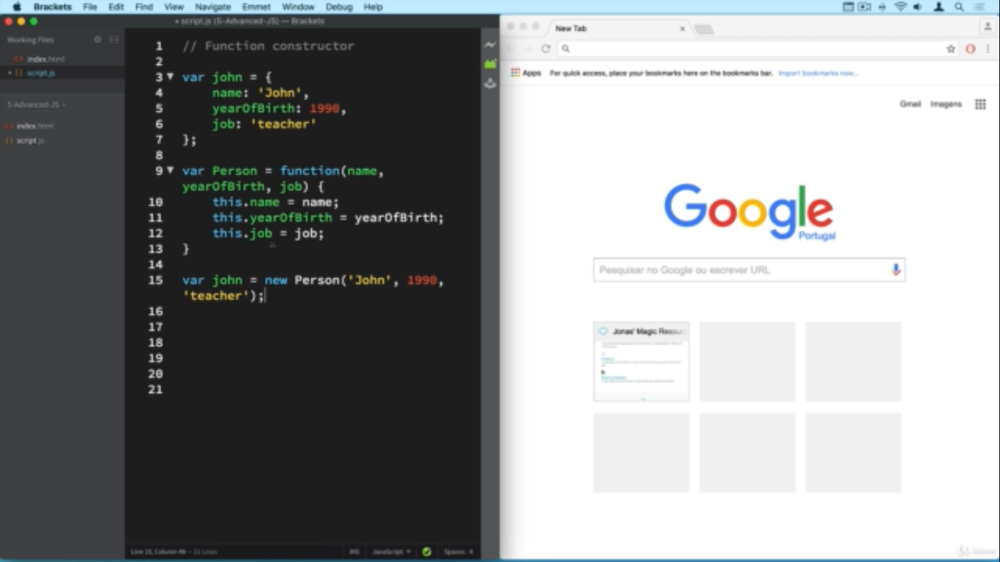 Brackets File Edit Find View Navigate Emmet Window Debug Help
• script.js (5-Advanced-JS) — Brackets
Working Files
index.html
script.js
5-Advanced-JS
index.html
script.js
1 // Function constructor
2
3 var john = {
4 name: 'John',
5 yearOfBirth: 1990,
6 job: 'teacher'
7 };
8
9 var Person = function(name,
yearOfBirth, job) {
10 this.name = name;
11 this.yearOfBirth = yearOfBirth;
12 this.job = job;
13 }
14
15 var john = new Person('John', 1990,
'teacher');
16
17
18
19
20
21
Line 15, Column 48 — 21 Lines
INS JavaScript Spaces: 4
New Tab
Apps For quick access, place your bookmarks here on the bookmarks bar. Import bookmarks now...
Gmail Imagens
Google
Portugal
Pesquisar no Google ou escrever URL
Jonas' Magic Resour
Udemy